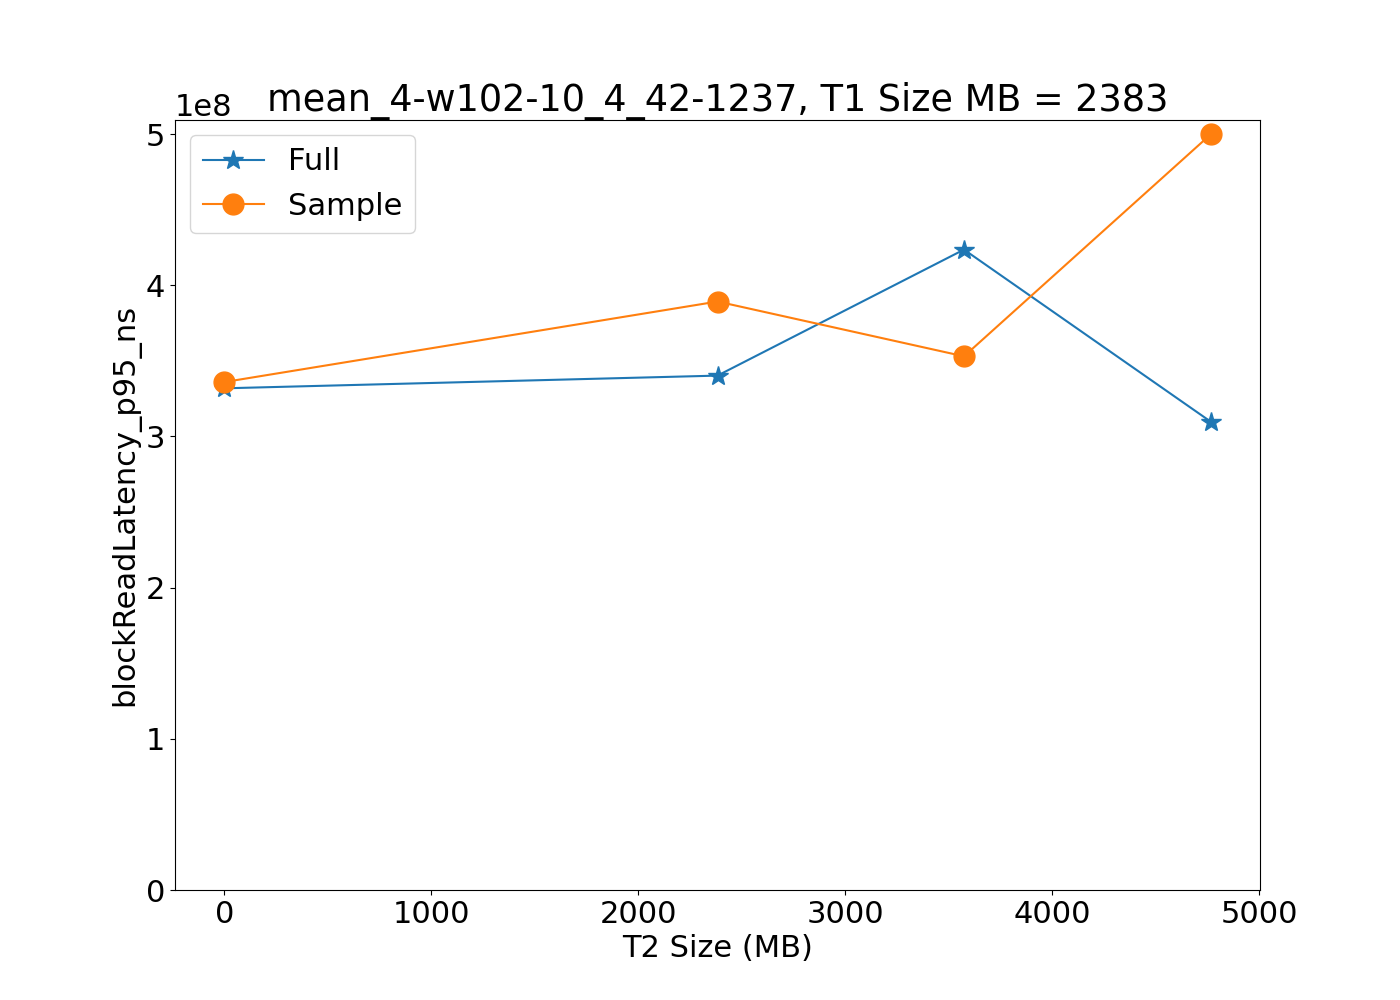 mean_4-w102-10_4_42-1237, T1 Size MB = 2383
1e8
Full
Sample
5
4
3
2
1
0
blockReadLatency_p95_ns
0 1000 2000 3000 4000 5000
T2 Size (MB)